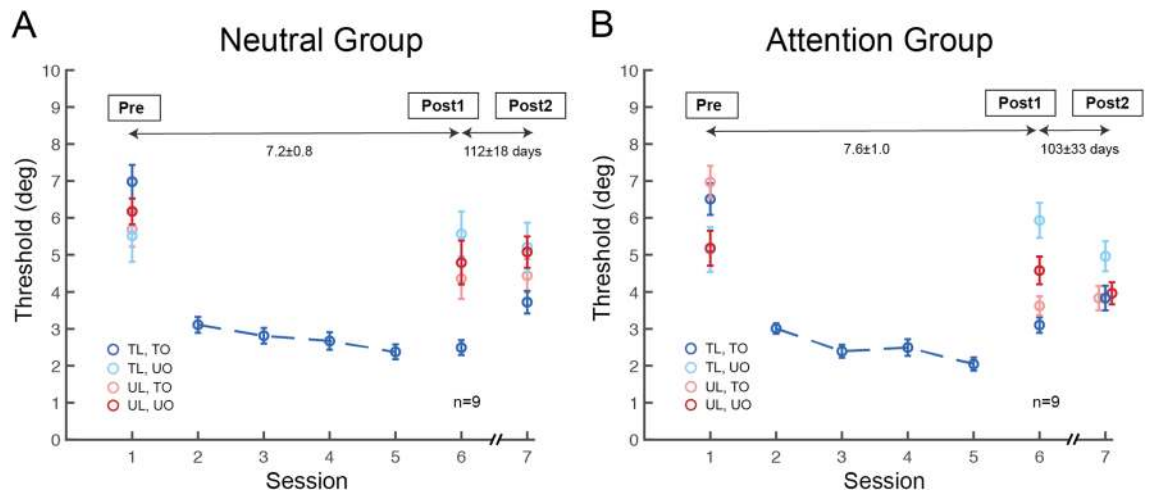 A
Neutral Group
10
9
8
7
6
5
4
3
2
1
0
Threshold (deg)
Pre
Post1
Post2
7.2±0.8
112±18 days
TL, TO
TL, UO
UL, TO
UL, UO
n=9
1 2 3 4 5 6 7
Session
B
Attention Group
10
9
8
7
6
5
4
3
2
1
0
Threshold (deg)
Pre
Post1
Post2
7.6±1.0
103±33 days
TL, TO
TL, UO
UL, TO
UL, UO
n=9
1 2 3 4 5 6 7
Session